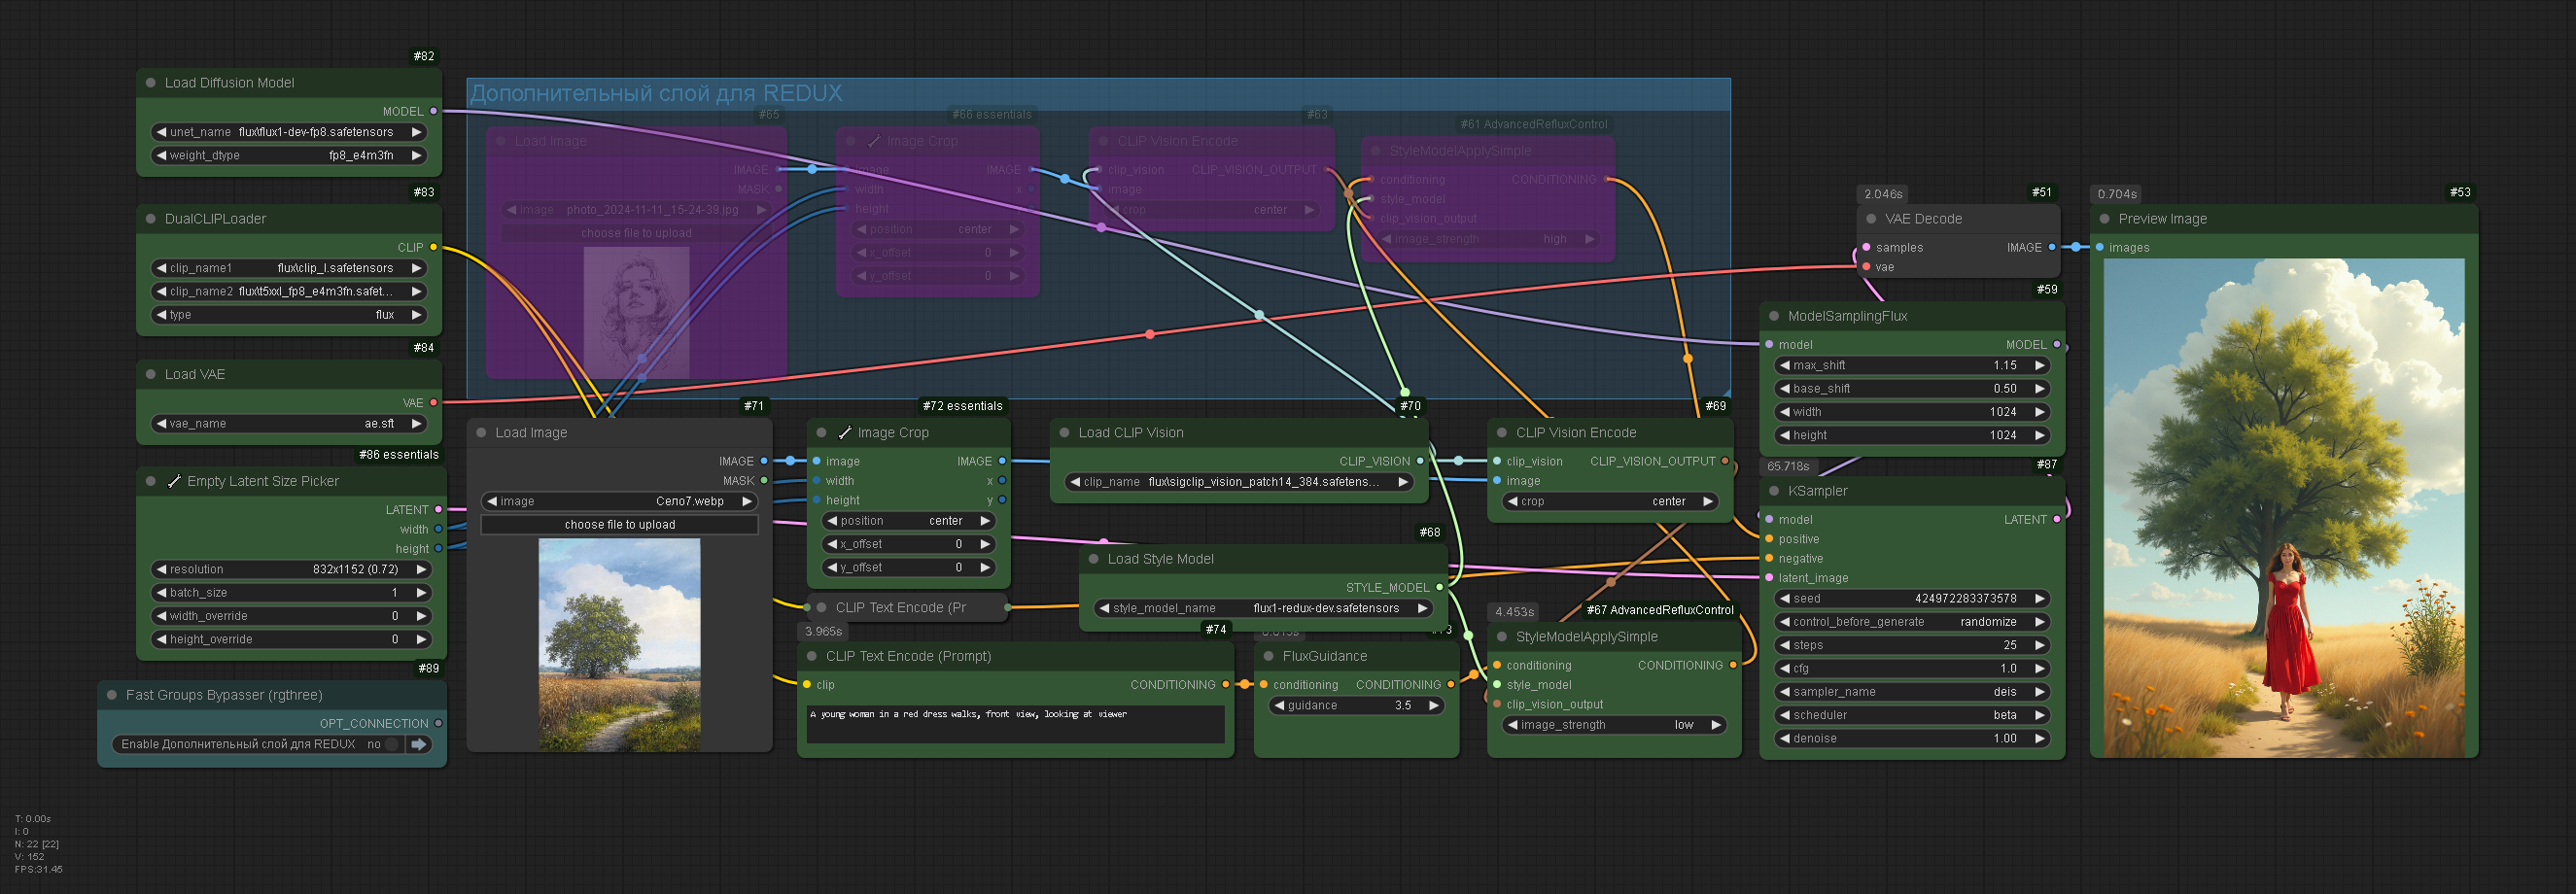 #82
Load Diffusion Model
MODEL
unet_name flux\flux1-dev-fp8.safetensors
weight_dtype fp8_e4m3fn
#83
DualCLIPLoader
CLIP
clip_name1 flux\clip_l.safetensors
clip_name2 flux\t5xxl_fp8_e4m3fn.safet...
type flux
#84
Load VAE
VAE
vae_name ae.sft
#86 essentials
Empty Latent Size Picker
LATENT
width
height
resolution 832x1152 (0.72)
batch_size 1
width_override 0
height_override 0
#89
Fast Groups Bypasser (rgthree)
OPT_CONNECTION
Enable Дополнительный слой для REDUX no
Дополнительный слой для REDUX
#65
Load Image
IMAGE
MASK
image photo_2024-11-11_15-24-39.jpg
choose file to upload
#66 essentials
Image Crop
image IMAGE
width x
height
position center
x_offset 0
y_offset 0
#63
CLIP Vision Encode
clip_vision CLIP_VISION_OUTPUT
image
crop center
#61 AdvancedRefluxControl
StyleModelApplySimple
conditioning CONDITIONING
style_model
clip_vision_output
image_strength high
#71
Load Image
IMAGE
MASK
image Село7.webp
choose file to upload
#72 essentials
Image Crop
image IMAGE
width x
height y
position center
x_offset 0
y_offset 0
CLIP Text Encode (Pr
#70
Load CLIP Vision
CLIP_VISION
clip_name flux\sigclip_vision_patch14_384.safetens...
#69
CLIP Vision Encode
clip_vision CLIP_VISION_OUTPUT
image
crop center
#68
Load Style Model
STYLE_MODEL
style_model_name flux1-redux-dev.safetensors
3.965s
#74
CLIP Text Encode (Prompt)
clip CONDITIONING
A young woman in a red dress walks, front view, looking at viewer
FluxGuidance
conditioning CONDITIONING
guidance 3.5
4.453s
#67 AdvancedRefluxControl
StyleModelApplySimple
conditioning CONDITIONING
style_model
clip_vision_output
image_strength low
2.046s
#51
VAE Decode
samples IMAGE
vae
#59
ModelSamplingFlux
model MODEL
max_shift 1.15
base_shift 0.50
width 1024
height 1024
65.718s
#87
KSampler
model LATENT
positive
negative
latent_image
seed 424972283373578
control_before_generate randomize
steps 25
cfg 1.0
sampler_name deis
scheduler beta
denoise 1.00
0.704s
#53
Preview Image
images
T: 0.00s
I: 0
N: 22 [22]
V: 152
FPS:31.45